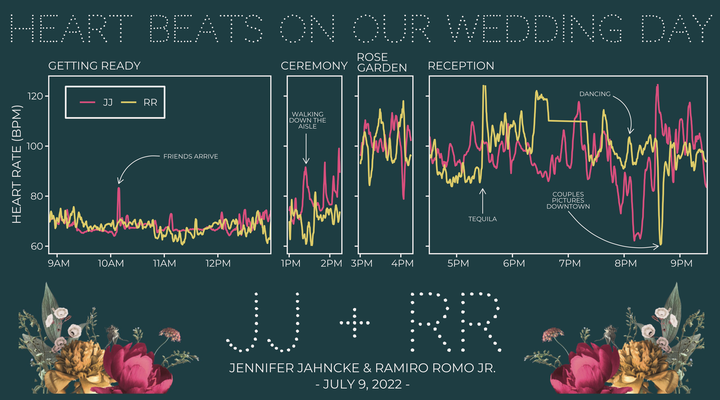 HEART BEATS ON OUR WEDDING DAY
GETTING READY
CEREMONY
ROSE
GARDEN
RECEPTION
HEART RATE (BPM)
120
100
80
60
JJ
RR
FRIENDS ARRIVE
WALKING
DOWN THE
AISLE
DANCING
TEQUILA
COUPLES
PICTURES
DOWNTOWN
9AM 10AM 11AM 12PM
1PM 2PM
3PM 4PM
5PM 6PM 7PM 8PM 9PM
JJ + RR
JENNIFER JAHNCKE & RAMIRO ROMO JR.
- JULY 9, 2022 -